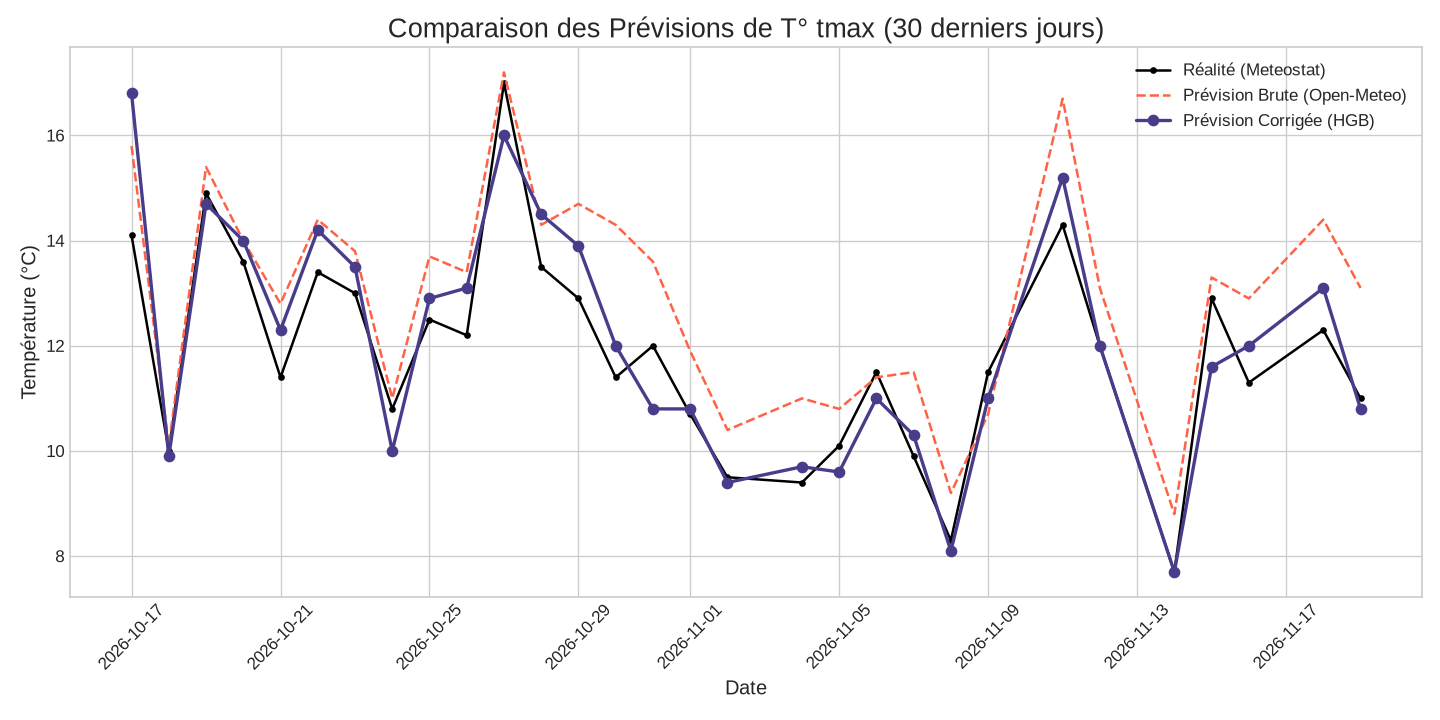 Comparaison des Prévisions de T° tmax (30 derniers jours)
Réalité (Meteostat)
Prévision Brute (Open-Meteo)
Prévision Corrigée (HGB)
Température (°C)
16
14
12
10
8
2026-10-17
2026-10-21
2026-10-25
2026-10-29
2026-11-01
2026-11-05
2026-11-09
2026-11-13
2026-11-17
Date